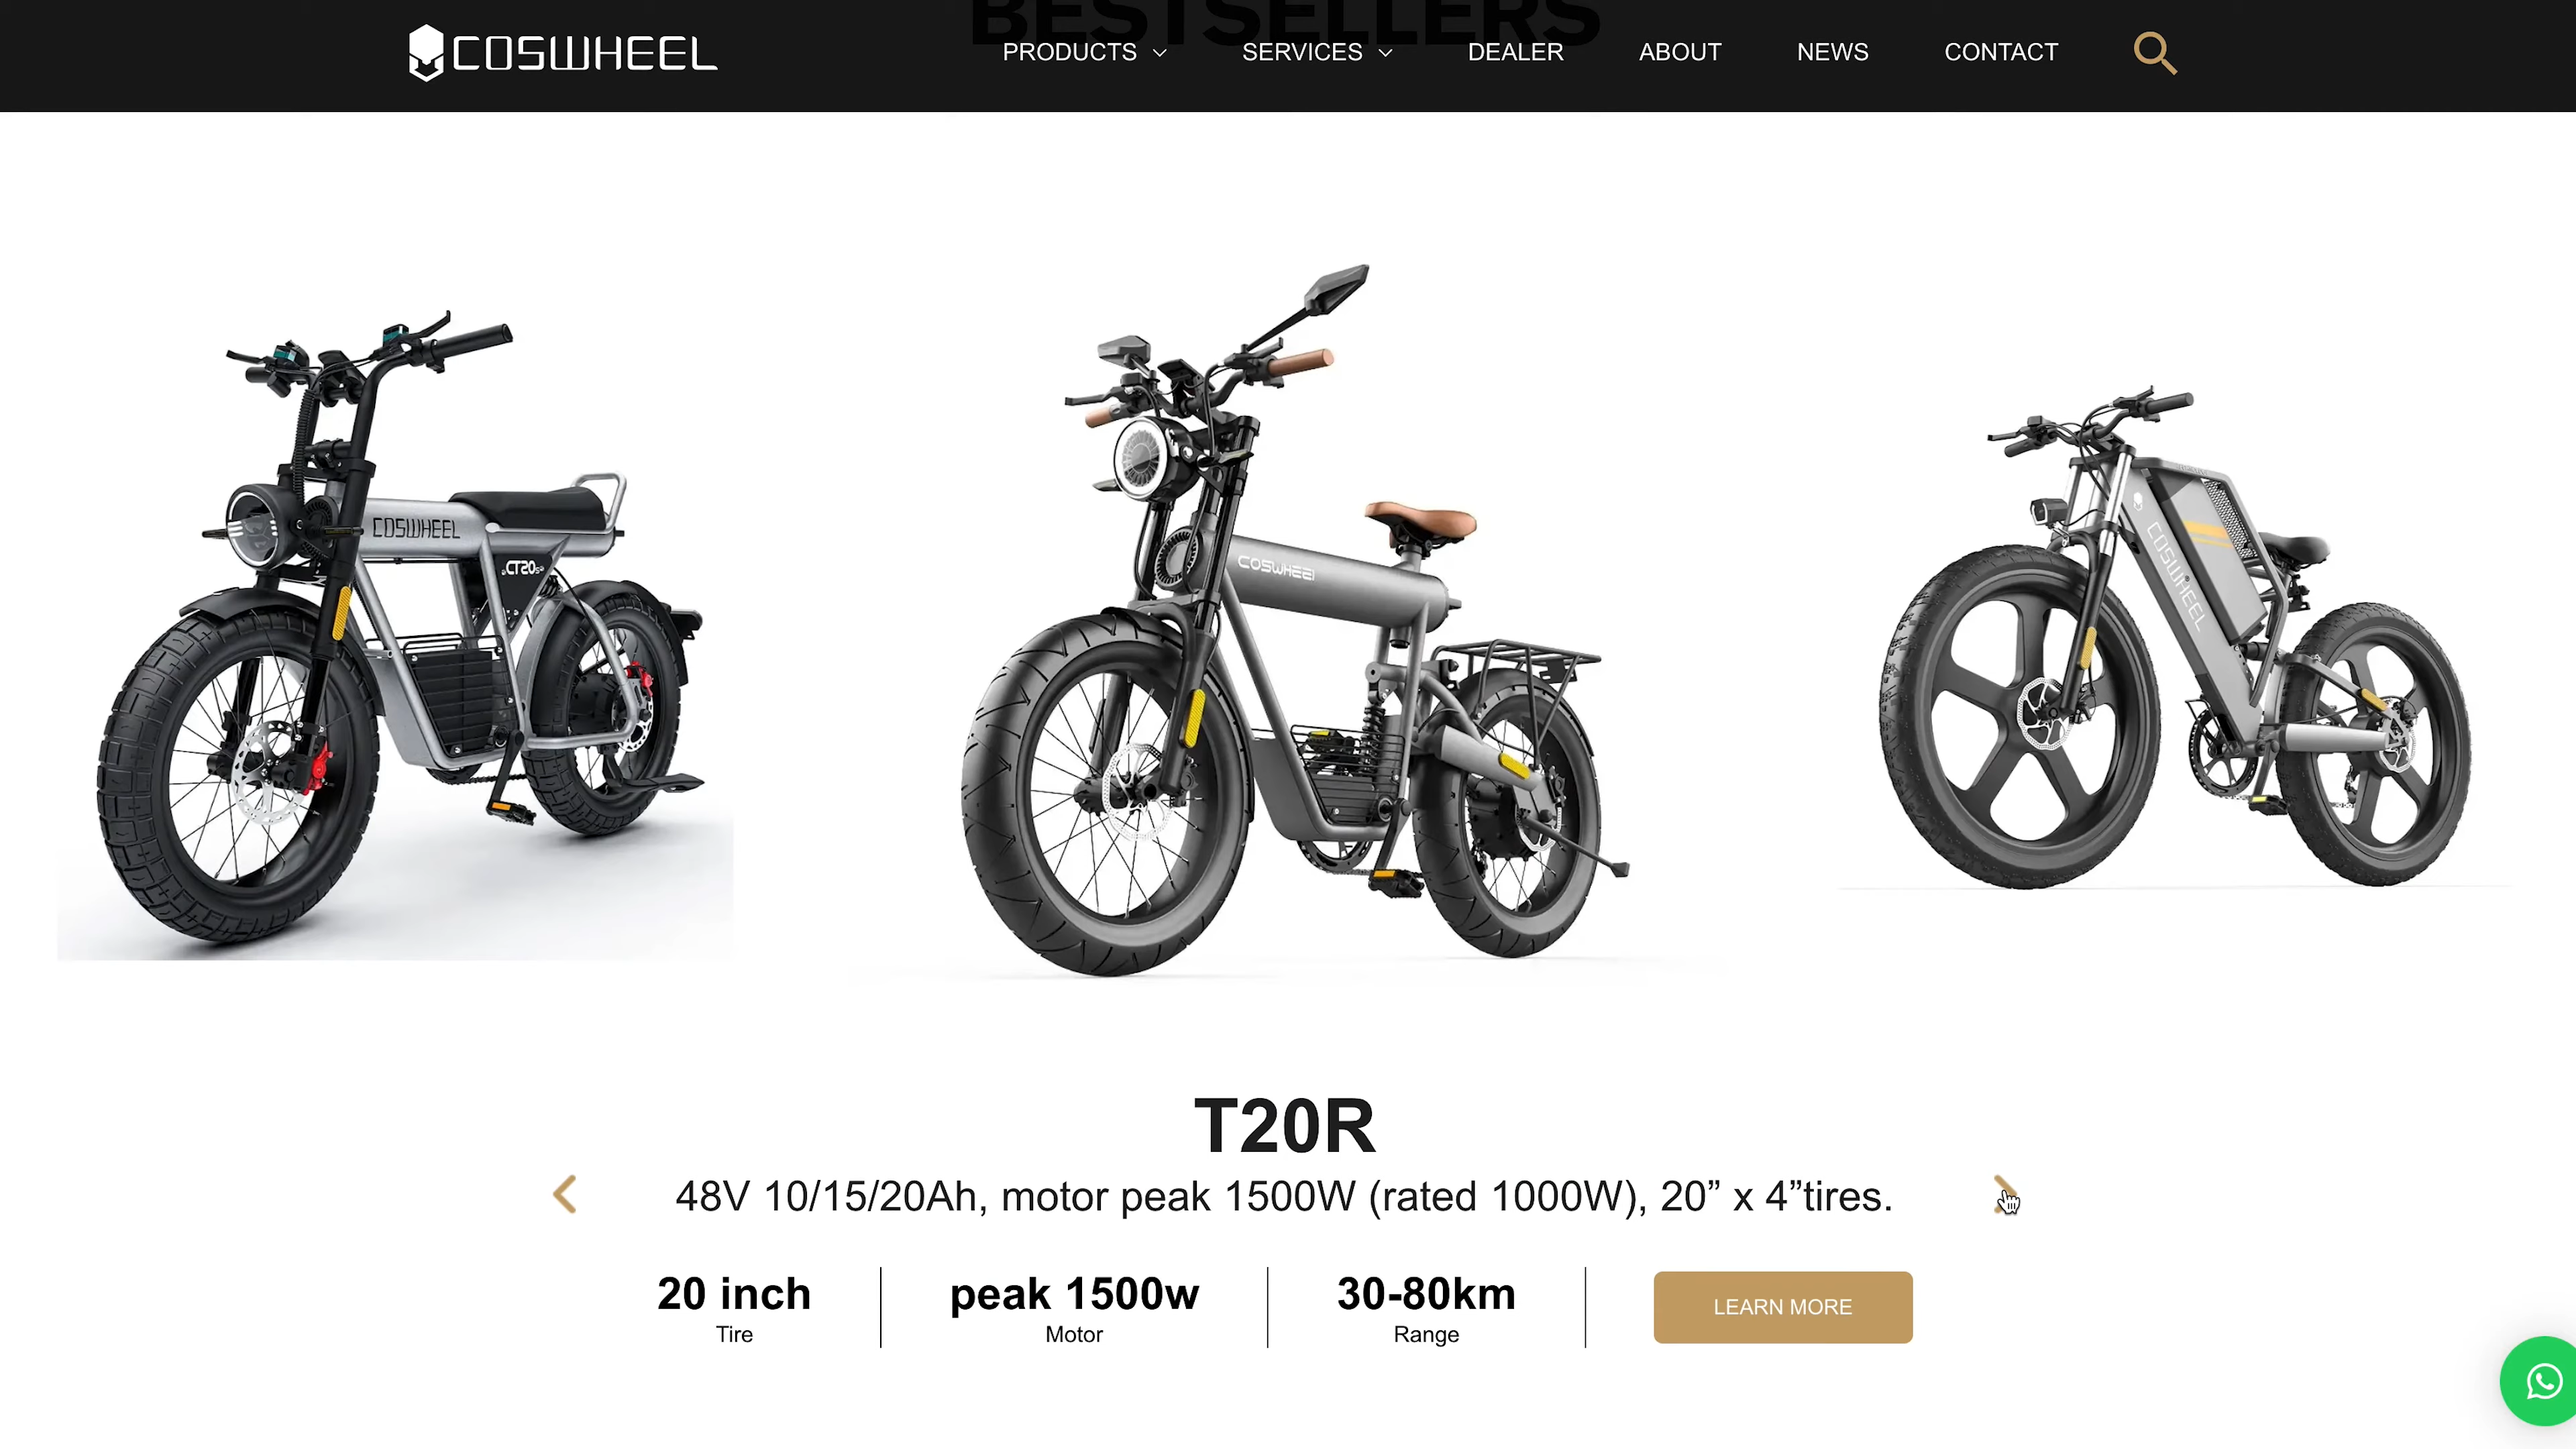 BESTSELLERS
COSWHEEL
PRODUCTS
SERVICES
DEALER
ABOUT
NEWS
CONTACT
COSWHEEL
CT20S
COSWHEEL
COSWHEEL
T20R
48V 10/15/20Ah, motor peak 1500W (rated 1000W), 20” x 4”tires.
20 inch
Tire
peak 1500w
Motor
30-80km
Range
LEARN MORE